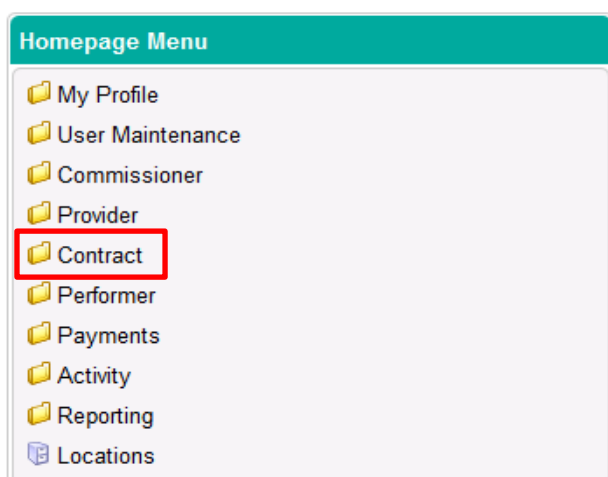 Homepage Menu
My Profile
User Maintenance
Commissioner
Provider
Contract
Performer
Payments
Activity
Reporting
Locations